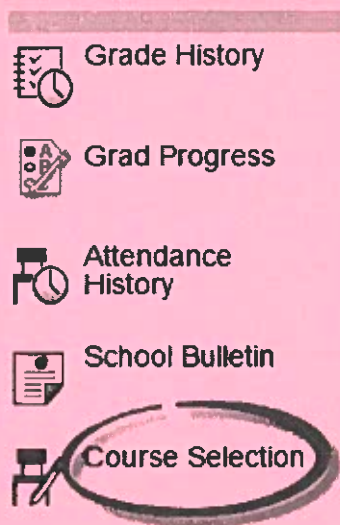 Grade History
Grad Progress
Attendance
History
School Bulletin
Course Selection